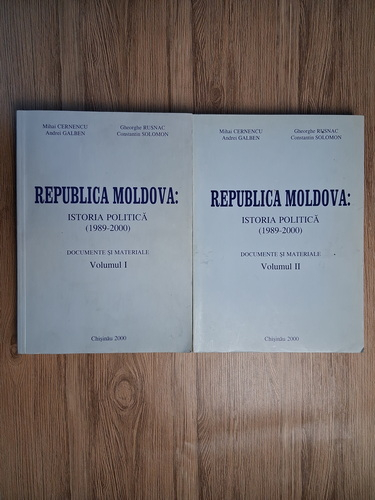 Mihai CERNENCU Gheorghe RUSNAC
Andrei GALBEN Constantin SOLOMON
REPUBLICA MOLDOVA:
ISTORIA POLITICĂ
(1989-2000)
DOCUMENTE ŞI MATERIALE
Volumul I
Chişinău 2000
Mihai CERNENCU Gheorghe RUSNAC
Andrei GALBEN Constantin SOLOMON
REPUBLICA MOLDOVA:
ISTORIA POLITICĂ
(1989-2000)
DOCUMENTE ŞI MATERIALE
Volumul II
Chişinău 2000